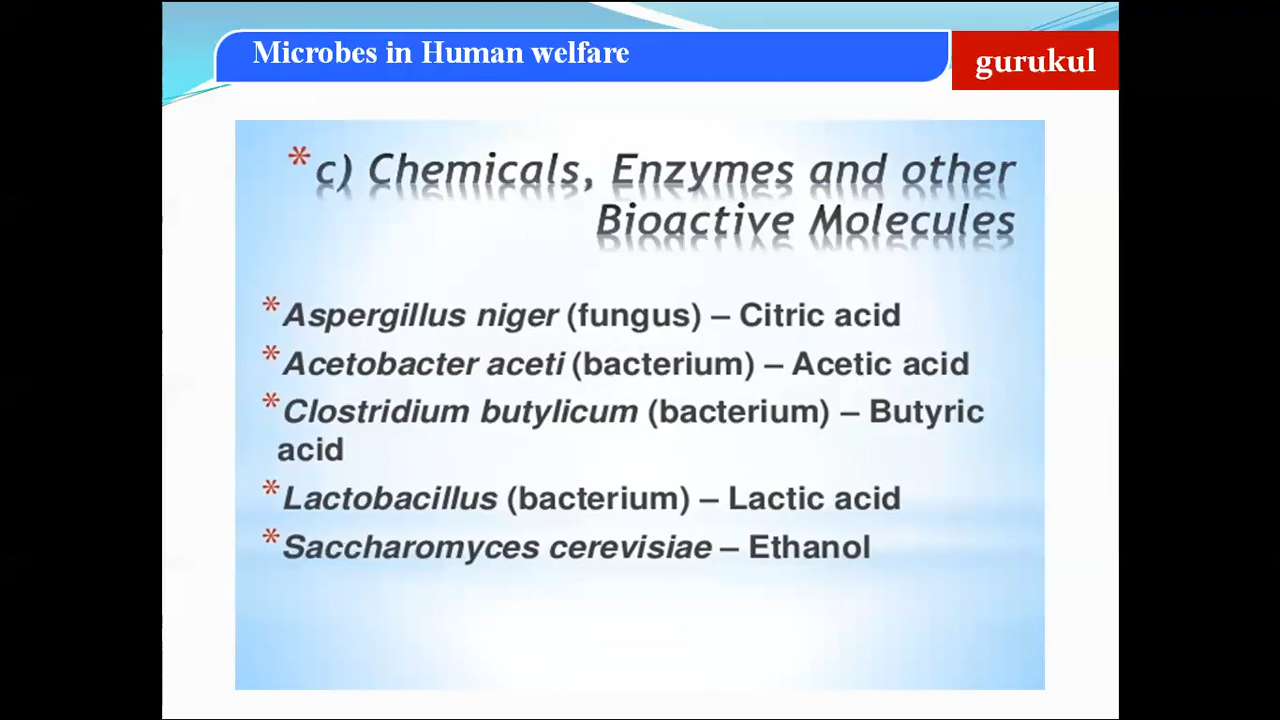 Microbes in Human welfare
gurukul
*c) Chemicals, Enzymes and other
Bioactive Molecules
*Aspergillus niger (fungus) – Citric acid
*Acetobacter aceti (bacterium) – Acetic acid
*Clostridium butylicum (bacterium) – Butyric
acid
*Lactobacillus (bacterium) – Lactic acid
*Saccharomyces cerevisiae – Ethanol